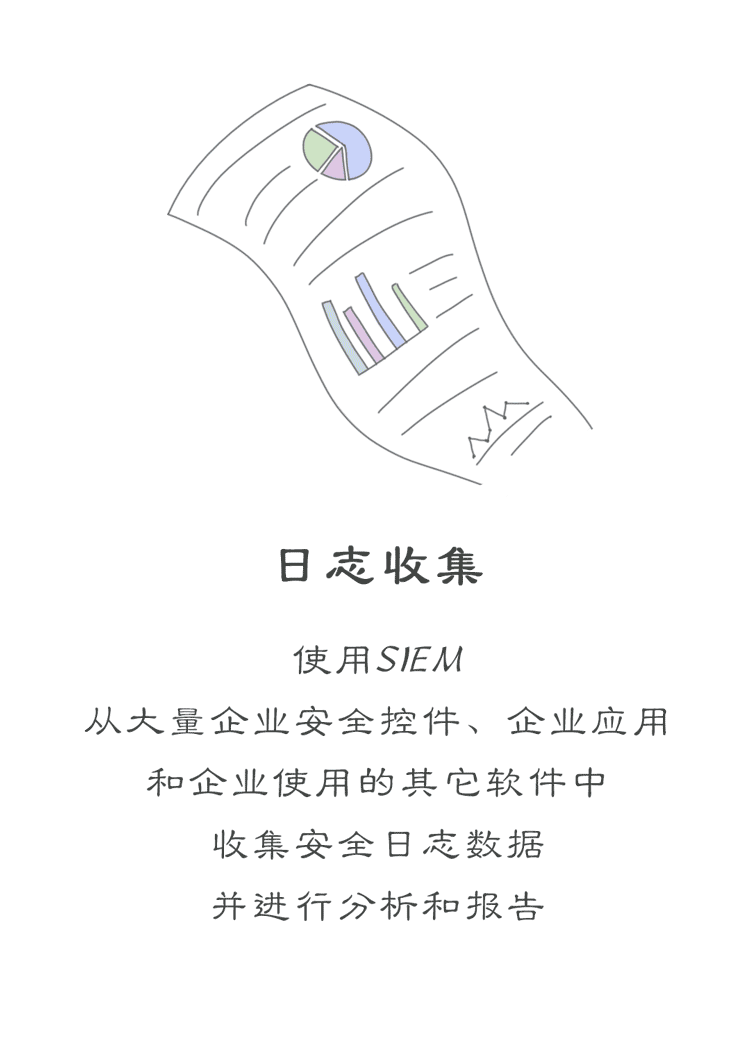 日志收集
使用SIEM
从大量企业安全控件、企业应用
和企业使用的其它软件中
收集安全日志数据
并进行分析和报告